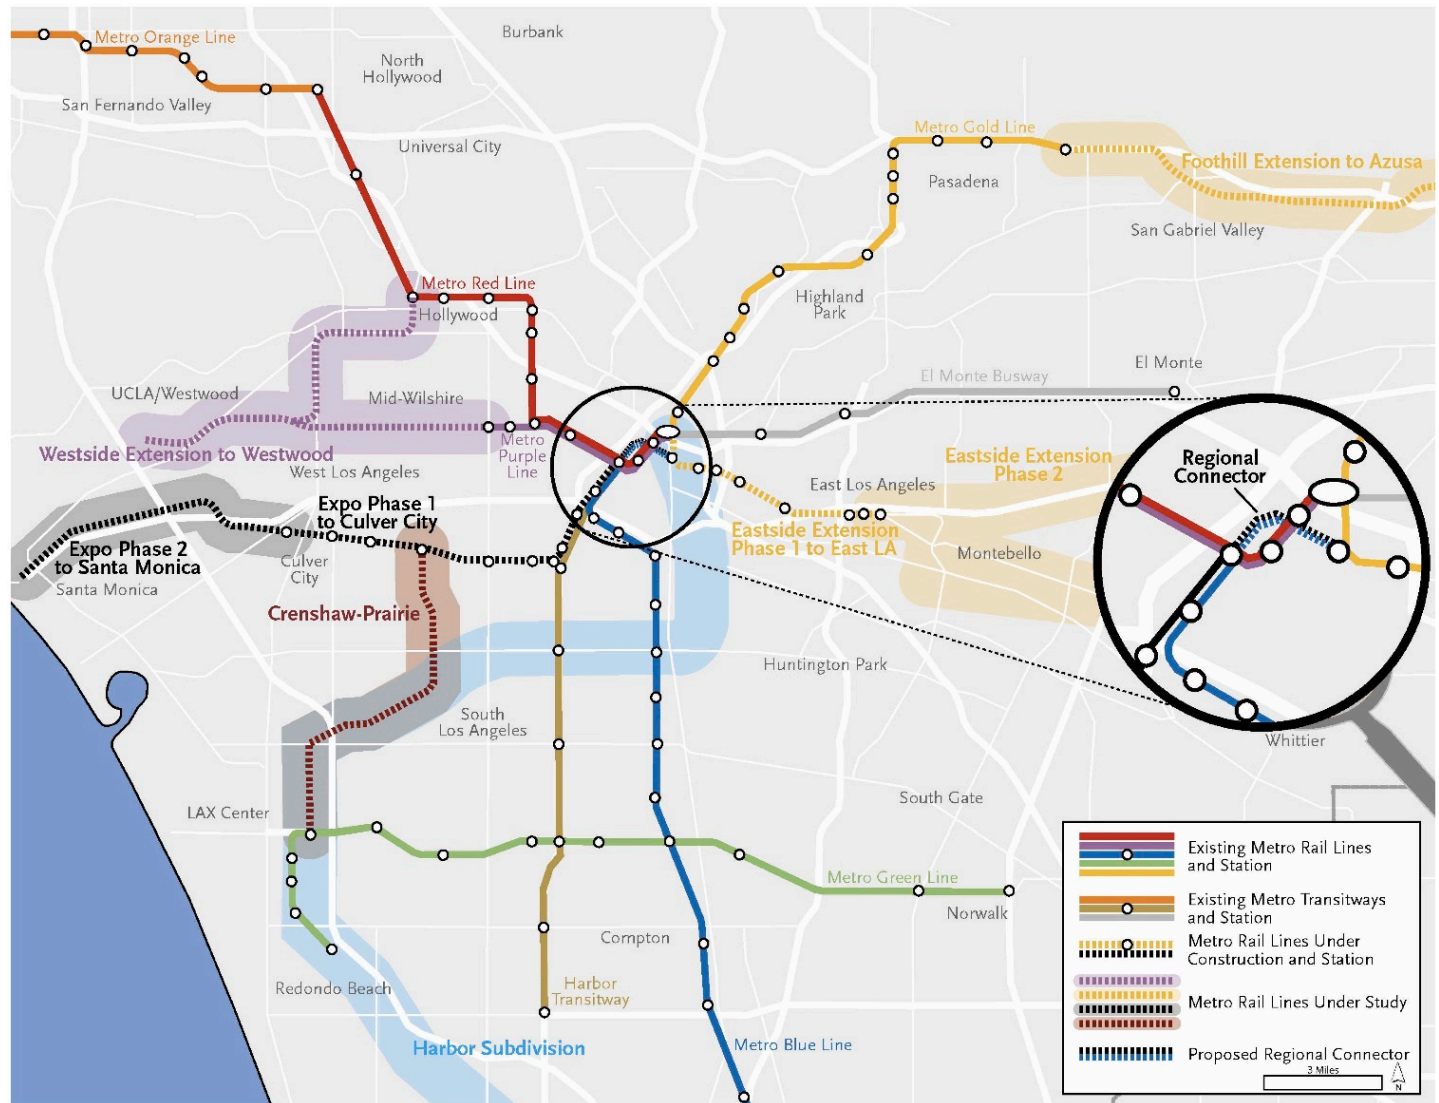 Burbank
Metro Orange Line
North
Hollywood
San Fernando Valley
Metro Gold Line
Universal City
Foothill Extension to Azusa
Pasadena
San Gabriel Valley
Metro Red Line
Hollywood
Highland
Park
El Monte
El Monte Busway
UCLA/Westwood
Mid-Wilshire
Westside Extension to Westwood
Metro
Purple
Line
West Los Angeles
Eastside Extension
Phase 2
Regional
Connector
East Los Angeles
Expo Phase 1
to Culver City
Eastside Extension
Phase 1 to East LA
Expo Phase 2
to Santa Monica
Culver
City
Montebello
Santa Monica
Crenshaw-Prairie
Huntington Park
South
Los Angeles
Whittier
LAX Center
South Gate
Metro Green Line
Norwalk
Compton
Redondo Beach
Harbor
Transitway
Harbor Subdivision
Metro Blue Line
Existing Metro Rail Lines
and Station
Existing Metro Transitways
and Station
Metro Rail Lines Under
Construction and Station
Metro Rail Lines Under Study
Proposed Regional Connector
3 Miles
N